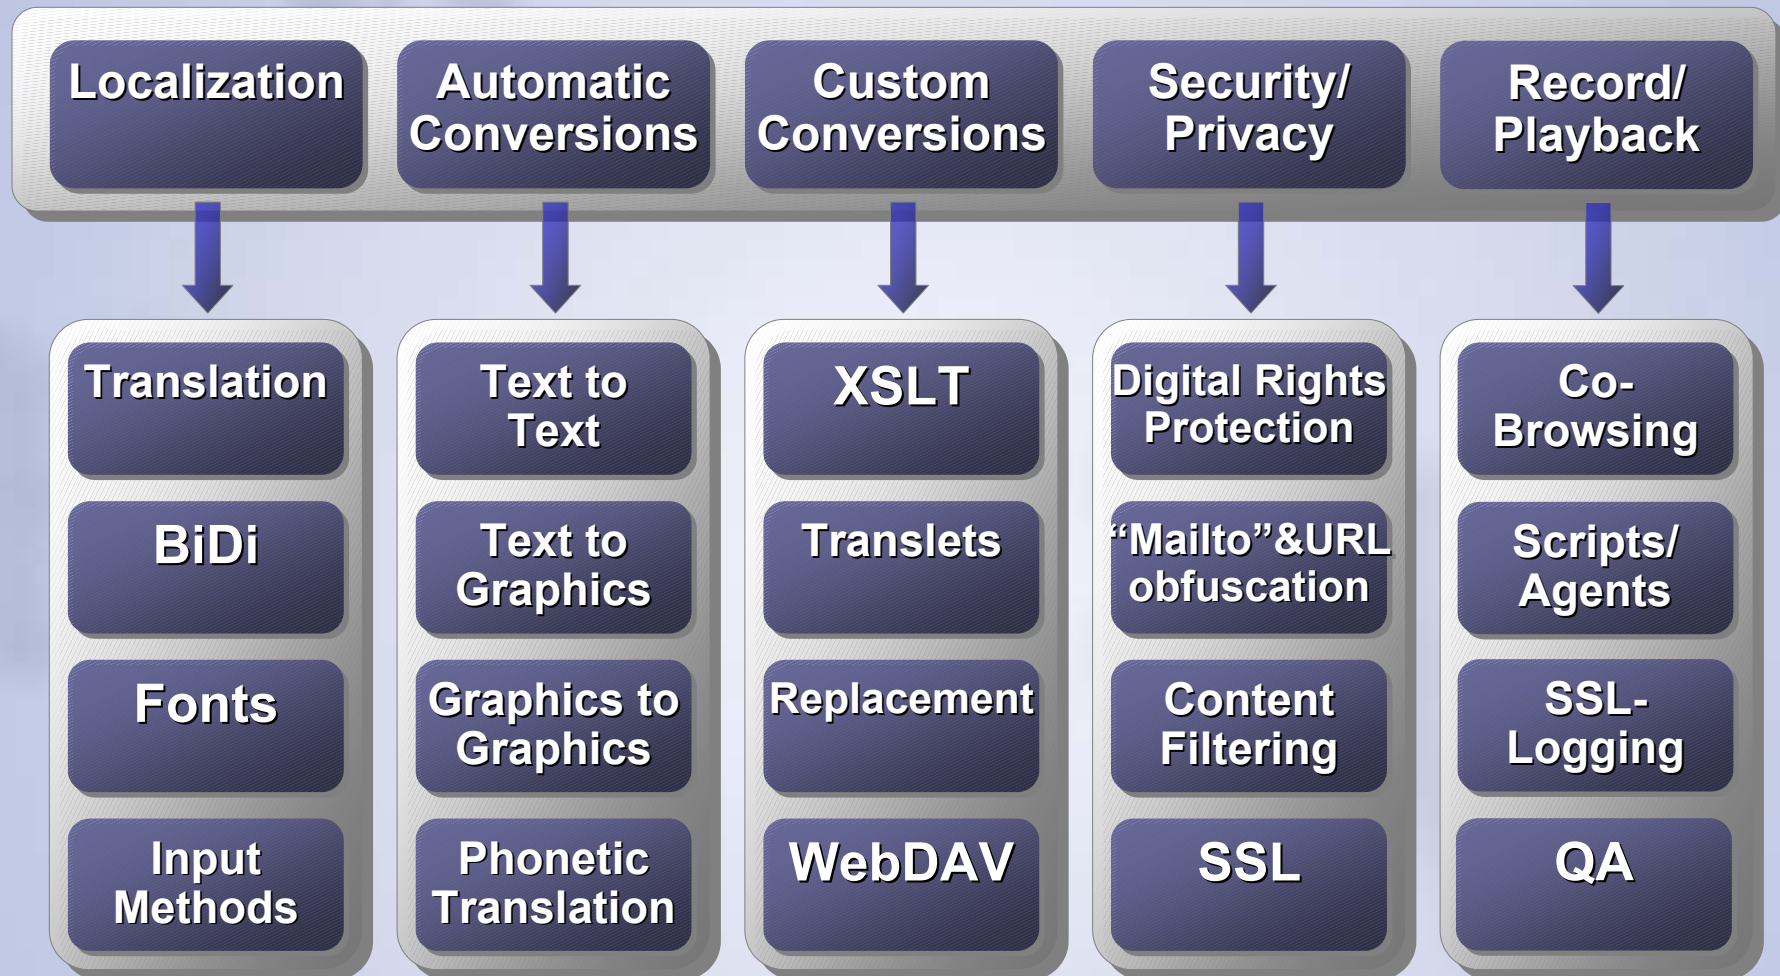 Localization
Automatic
Conversions
Custom
Conversions
Security/
Privacy
Record/
Playback
Translation
BiDi
Fonts
Input
Methods
Text to
Text
Text to
Graphics
Graphics to
Graphics
Phonetic
Translation
XSLT
Translets
Replacement
WebDAV
Digital Rights
Protection
“Mailto”&URL
obfuscation
Content
Filtering
SSL
Co-
Browsing
Scripts/
Agents
SSL-
Logging
QA